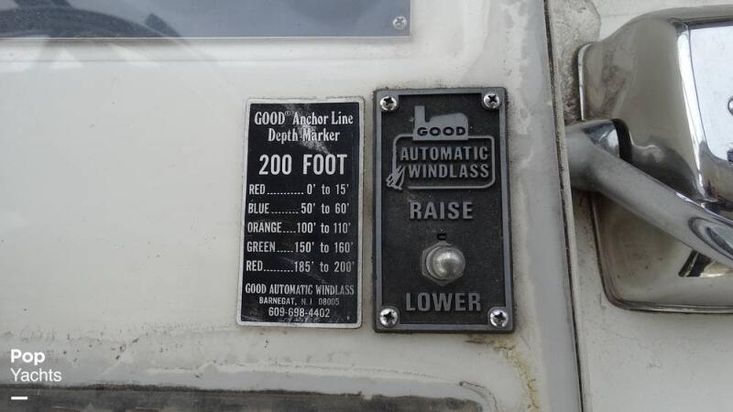 GOOD® Anchor Line
Depth Marker
200 FOOT
RED...........0' to 15'
BLUE........50' to 60'
ORANGE....100' to 110'
GREEN.....150' to 160'
RED.......185' to 200'
GOOD AUTOMATIC WINDLASS
BARNEGAT, N.J. 08005
609-698-4402
GOOD
AUTOMATIC
WINDLASS
RAISE
LOWER
Pop
Yachts